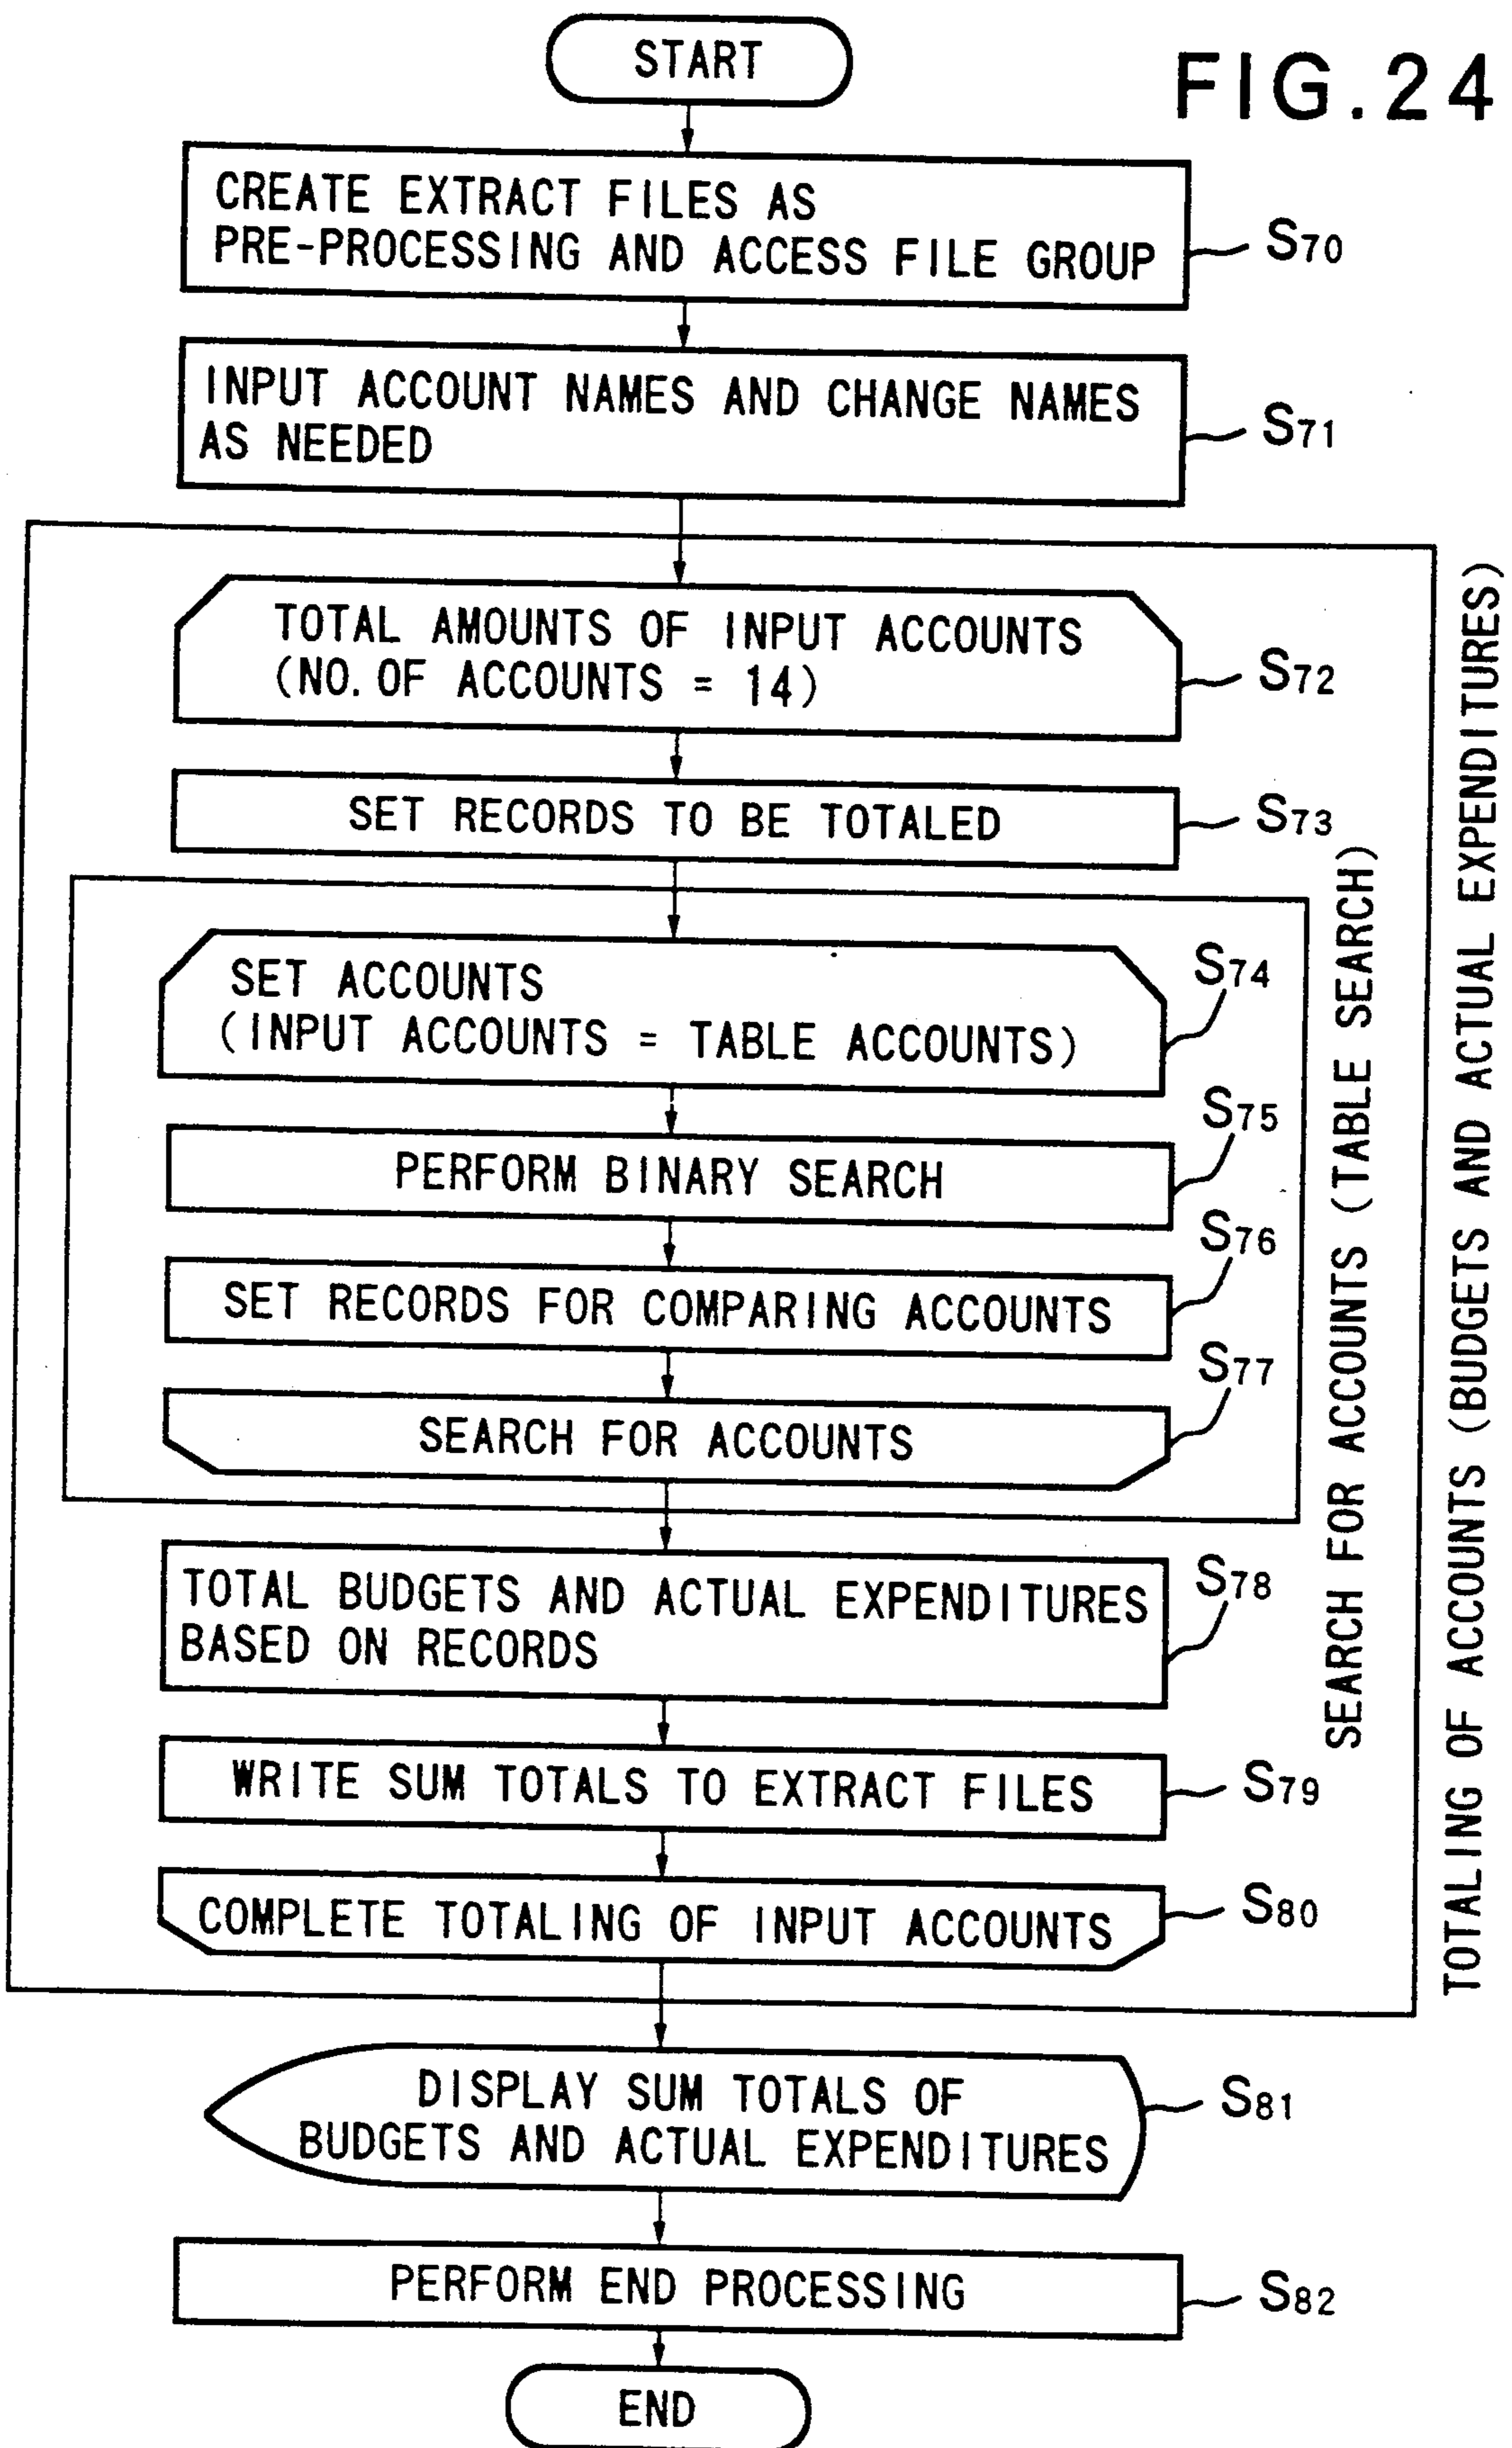 FIG.24
START
CREATE EXTRACT FILES AS
PRE-PROCESSING AND ACCESS FILE GROUP
S70
INPUT ACCOUNT NAMES AND CHANGE NAMES
AS NEEDED
S71
TOTAL AMOUNTS OF INPUT ACCOUNTS
(NO. OF ACCOUNTS = 14)
S72
SET RECORDS TO BE TOTALED
S73
SET ACCOUNTS
(INPUT ACCOUNTS = TABLE ACCOUNTS)
S74
PERFORM BINARY SEARCH
S75
SET RECORDS FOR COMPARING ACCOUNTS
S76
SEARCH FOR ACCOUNTS
S77
SEARCH FOR ACCOUNTS (TABLE SEARCH)
TOTAL BUDGETS AND ACTUAL EXPENDITURES
BASED ON RECORDS
S78
WRITE SUM TOTALS TO EXTRACT FILES
S79
COMPLETE TOTALING OF INPUT ACCOUNTS
S80
TOTALING OF ACCOUNTS (BUDGETS AND ACTUAL EXPENDITURES)
DISPLAY SUM TOTALS OF
BUDGETS AND ACTUAL EXPENDITURES
S81
PERFORM END PROCESSING
S82
END